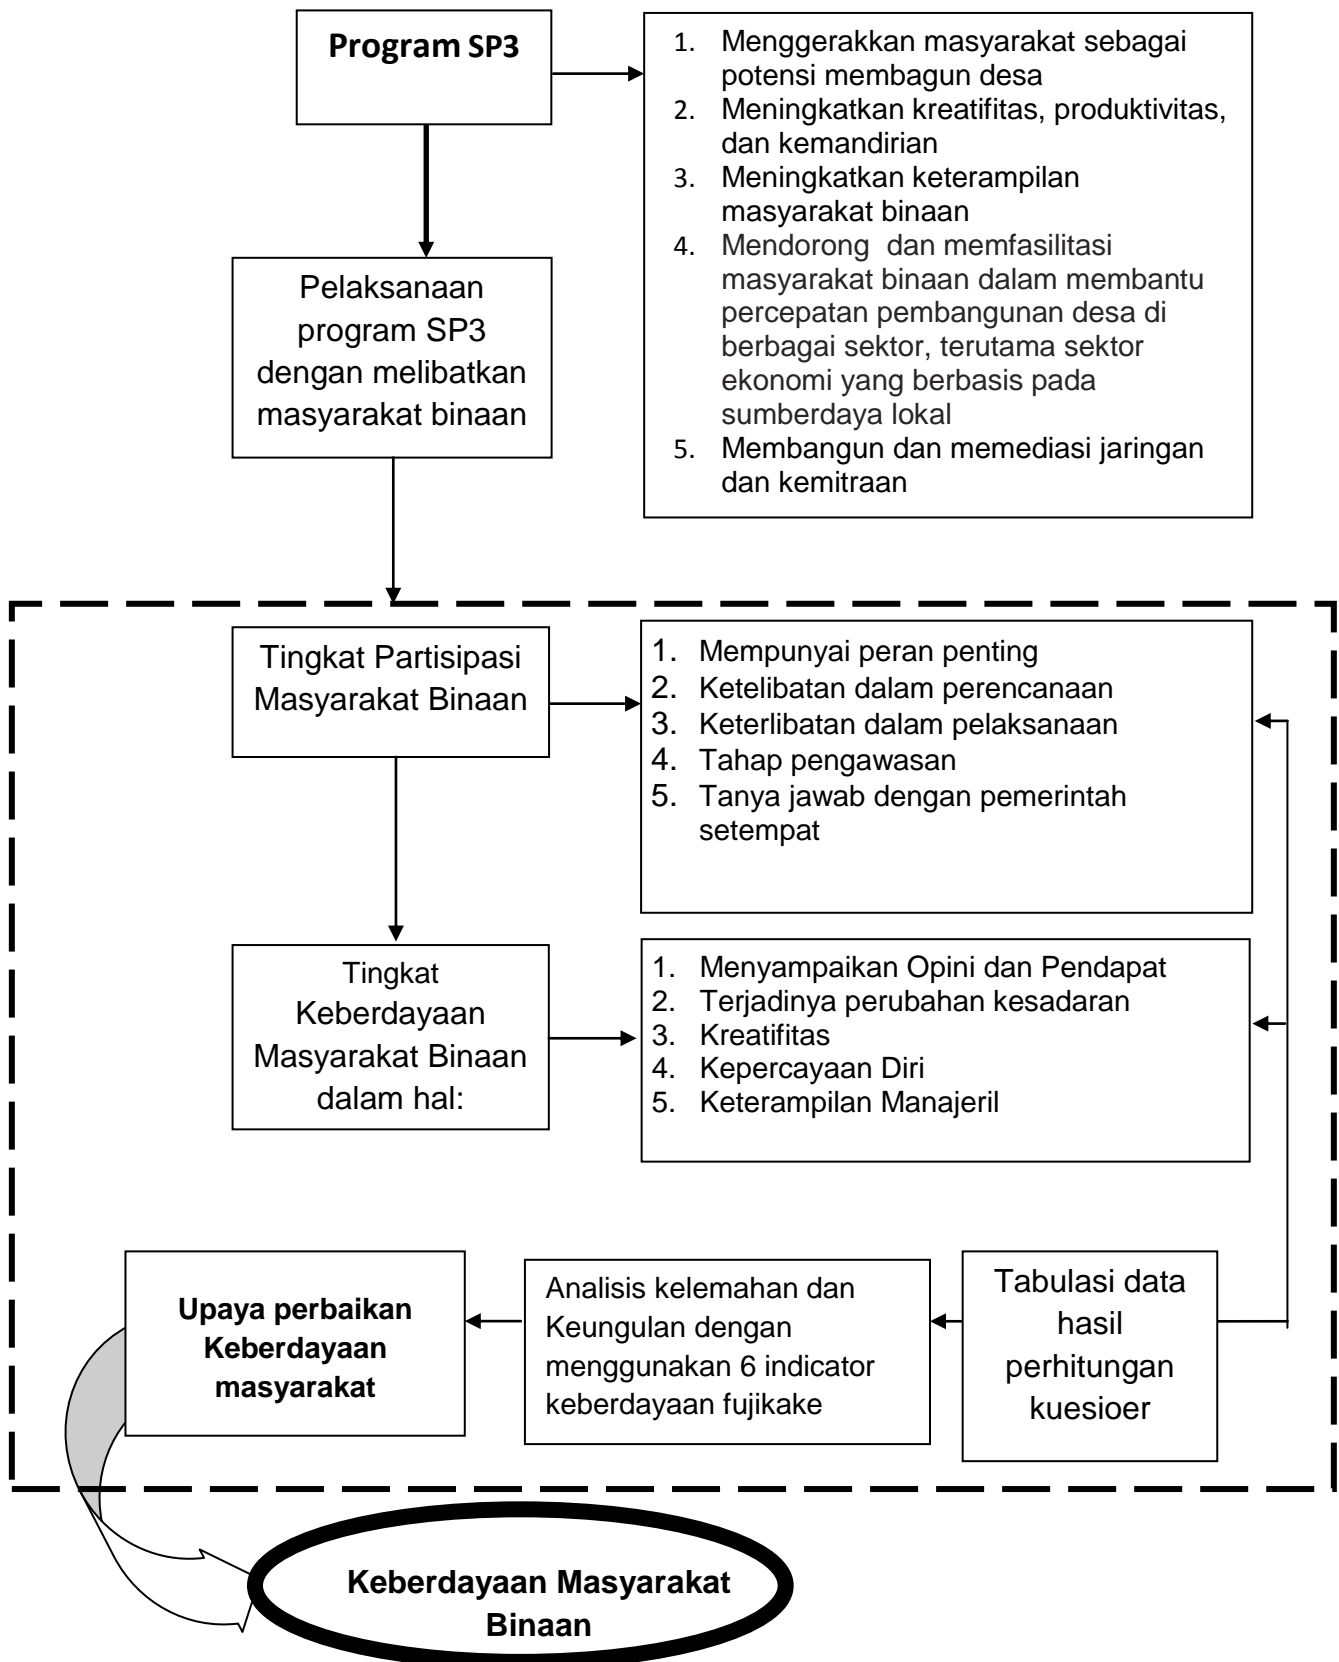 Program SP3
1. Menggerakkan masyarakat sebagai
potensi membagun desa
2. Meningkatkan kreatifitas, produktivitas,
dan kemandirian
3. Meningkatkan keterampilan
masyarakat binaan
4. Mendorong dan memfasilitasi
masyarakat binaan dalam membantu
percepatan pembangunan desa di
berbagai sektor, terutama sektor
ekonomi yang berbasis pada
sumberdaya lokal
5. Membangun dan memediasi jaringan
dan kemitraan
Pelaksanaan
program SP3
dengan melibatkan
masyarakat binaan
Tingkat Partisipasi
Masyarakat Binaan
1. Mempunyai peran penting
2. Ketelibatan dalam perencanaan
3. Keterlibatan dalam pelaksanaan
4. Tahap pengawasan
5. Tanya jawab dengan pemerintah
setempat
Tingkat
Keberdayaan
Masyarakat Binaan
dalam hal:
1. Menyampaikan Opini dan Pendapat
2. Terjadinya perubahan kesadaran
3. Kreatifitas
4. Kepercayaan Diri
5. Keterampilan Manajeril
Upaya perbaikan
Keberdayaan
masyarakat
Analisis kelemahan dan
Keungulan dengan
menggunakan 6 indicator
keberdayaan fujikake
Tabulasi data
hasil
perhitungan
kuesioer
Keberdayaan Masyarakat
Binaan